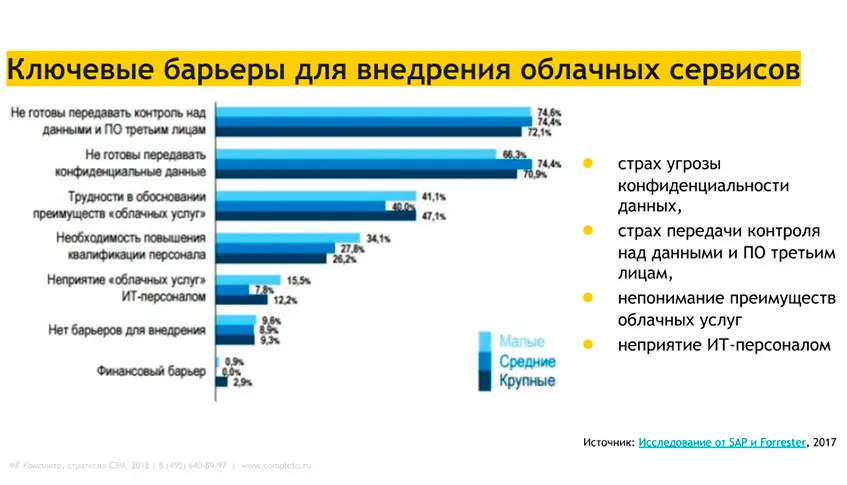 Ключевые барьеры для внедрения облачных сервисов
Не готовы передавать контроль над
данными и ПО третьим лицам
74,6%
74,4%
72,1%
Не готовы передавать
конфиденциальные данные
66,3%
74,4%
70,9%
Трудности в обосновании
преимуществ «облачных услуг»
41,1%
40,0%
47,1%
Необходимость повышения
квалификации персонала
34,1%
27,8%
26,2%
Неприятие «облачных услуг»
ИТ-персоналом
15,5%
7,8%
12,2%
Нет барьеров для внедрения
9,6%
8,9%
9,3%
Финансовый барьер
0,9%
0,0%
2,9%
Малые
Средние
Крупные
страх угрозы
конфиденциальности
данных,
страх передачи контроля
над данными и ПО третьим
лицам,
непонимание преимуществ
облачных услуг
неприятие ИТ-персоналом
Источник: Исследование от SAP и Forrester, 2017
МГ Комплето, стратегия СЭМ, 2018 | 8 (495) 640-89-97 | www.completo.ru